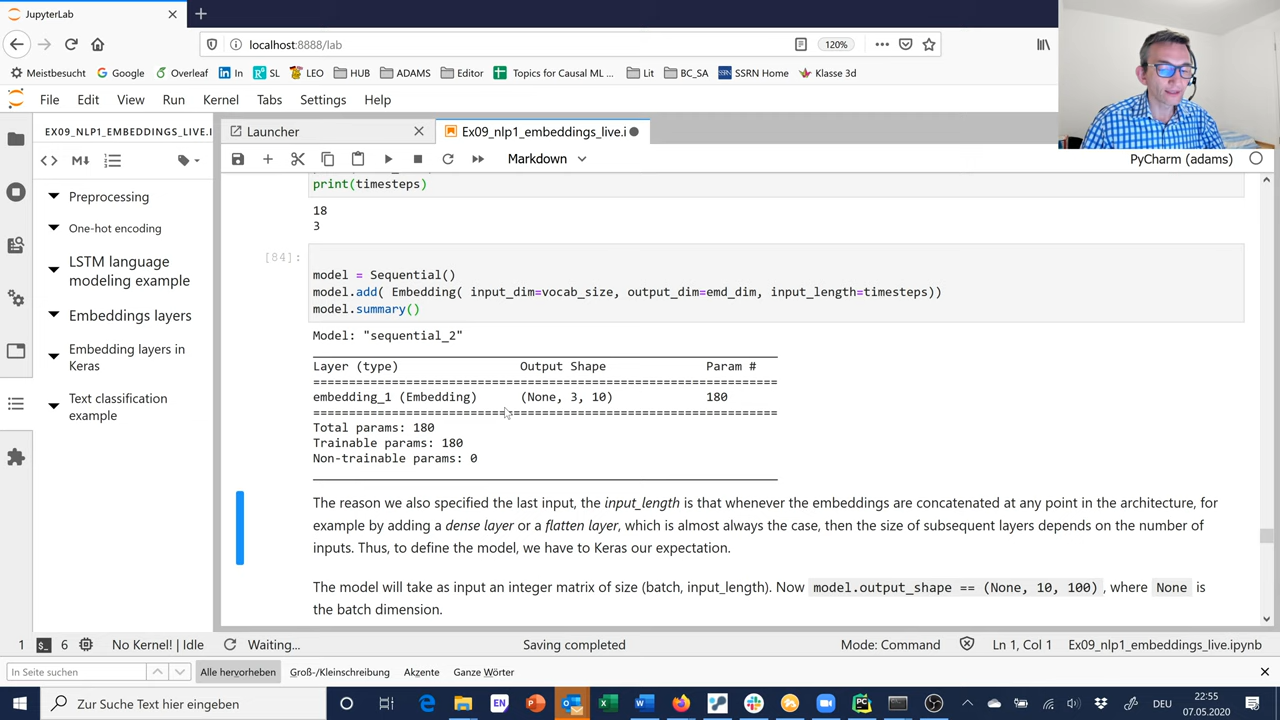 JupyterLab
localhost:8888/lab
120%
Meistbesucht Google Overleaf In SL LEO HUB ADAMS Editor Topics for Causal ML ... Lit BC_SA SSRN Home Klasse 3d
File Edit View Run Kernel Tabs Settings Help
EX09_NLP1_EMBEDDINGS_LIVE.I
Launcher
Ex09_nlp1_embeddings_live.i
Markdown
PyCharm (adams)
Preprocessing
One-hot encoding
LSTM language
modeling example
Embeddings layers
Embedding layers in
Keras
Text classification
example
print(timesteps)
18
3
[84]:
model = Sequential()
model.add( Embedding( input_dim=vocab_size, output_dim=emd_dim, input_length=timesteps))
model.summary()
Model: "sequential_2"
Layer (type) Output Shape Param #
embedding_1 (Embedding) (None, 3, 10) 180
Total params: 180
Trainable params: 180
Non-trainable params: 0
The reason we also specified the last input, the input_length is that whenever the embeddings are concatenated at any point in the architecture, for
example by adding a dense layer or a flatten layer, which is almost always the case, then the size of subsequent layers depends on the number of
inputs. Thus, to define the model, we have to Keras our expectation.
The model will take as input an integer matrix of size (batch, input_length). Now model.output_shape == (None, 10, 100) , where None is
the batch dimension.
1 6 No Kernel! | Idle Waiting... Saving completed Mode: Command Ln 1, Col 1 Ex09_nlp1_embeddings_live.ipynb
In Seite suchen Alle hervorheben Groß-/Kleinschreibung Akzente Ganze Wörter
Zur Suche Text hier eingeben
EN
DEU
22:55
07.05.2020